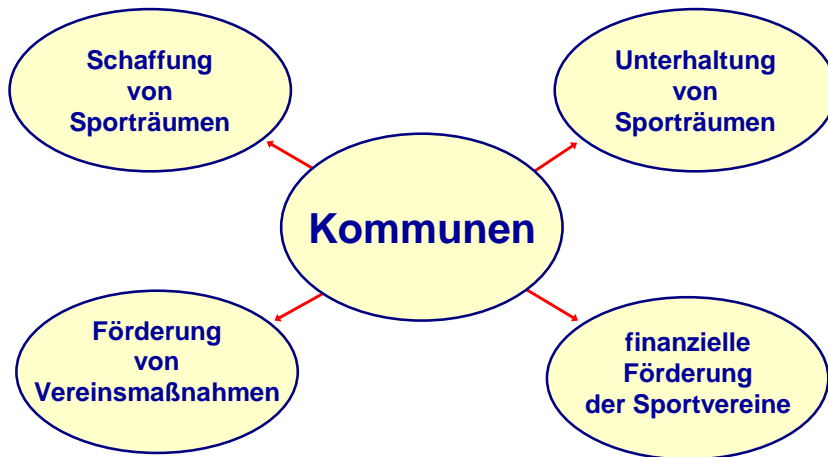 Schaffung
von
Sporträumen
Unterhaltung
von
Sporträumen
Kommunen
Förderung
von
Vereinsmaßnahmen
finanzielle
Förderung
der Sportvereine